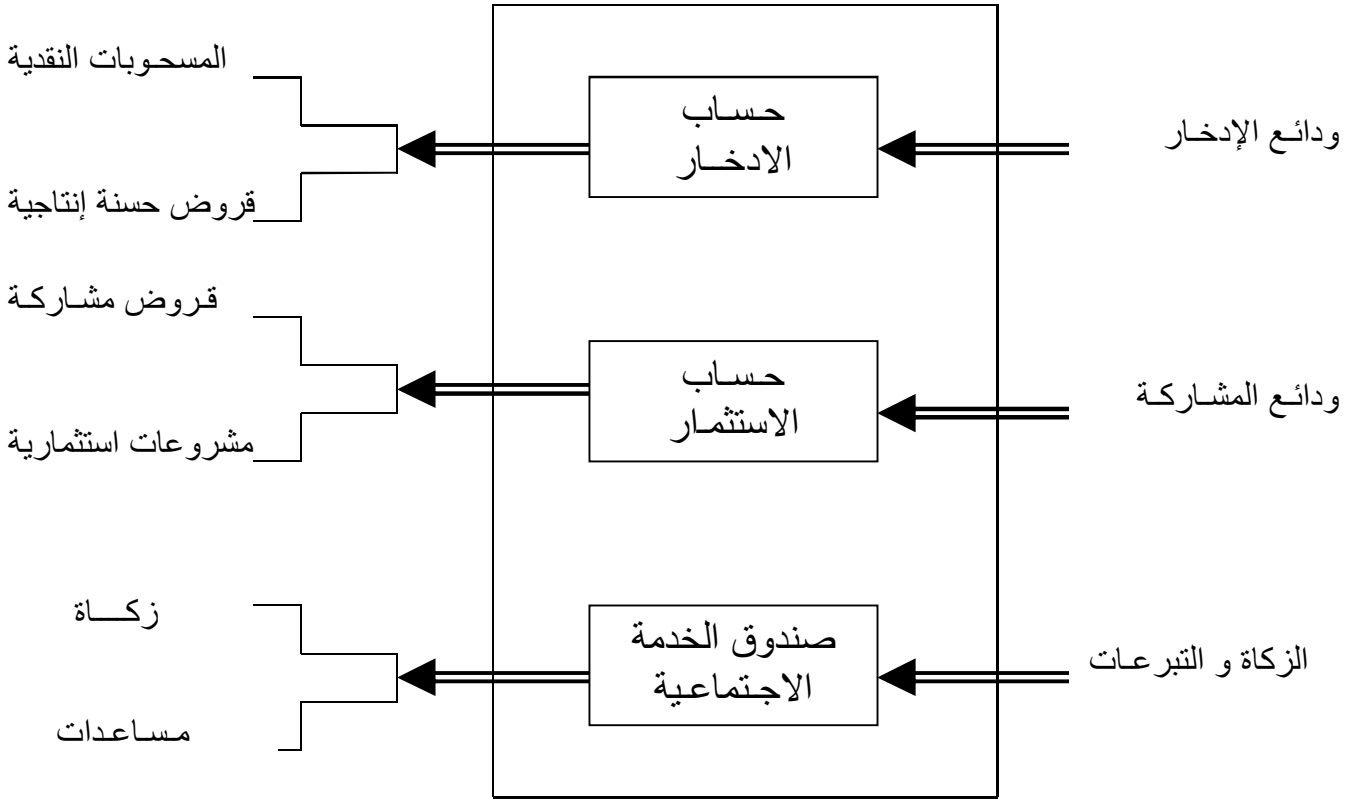 ودائع الإدخار
حساب
الادخار
المسحوبات النقدية
قروض حسنة إنتاجية
ودائع المشاركة
حساب
الاستثمار
قروض مشاركة
مشروعات استثمارية
الزكاة و التبرعات
صندوق الخدمة
الاجتماعية
زكاة
مساعدات